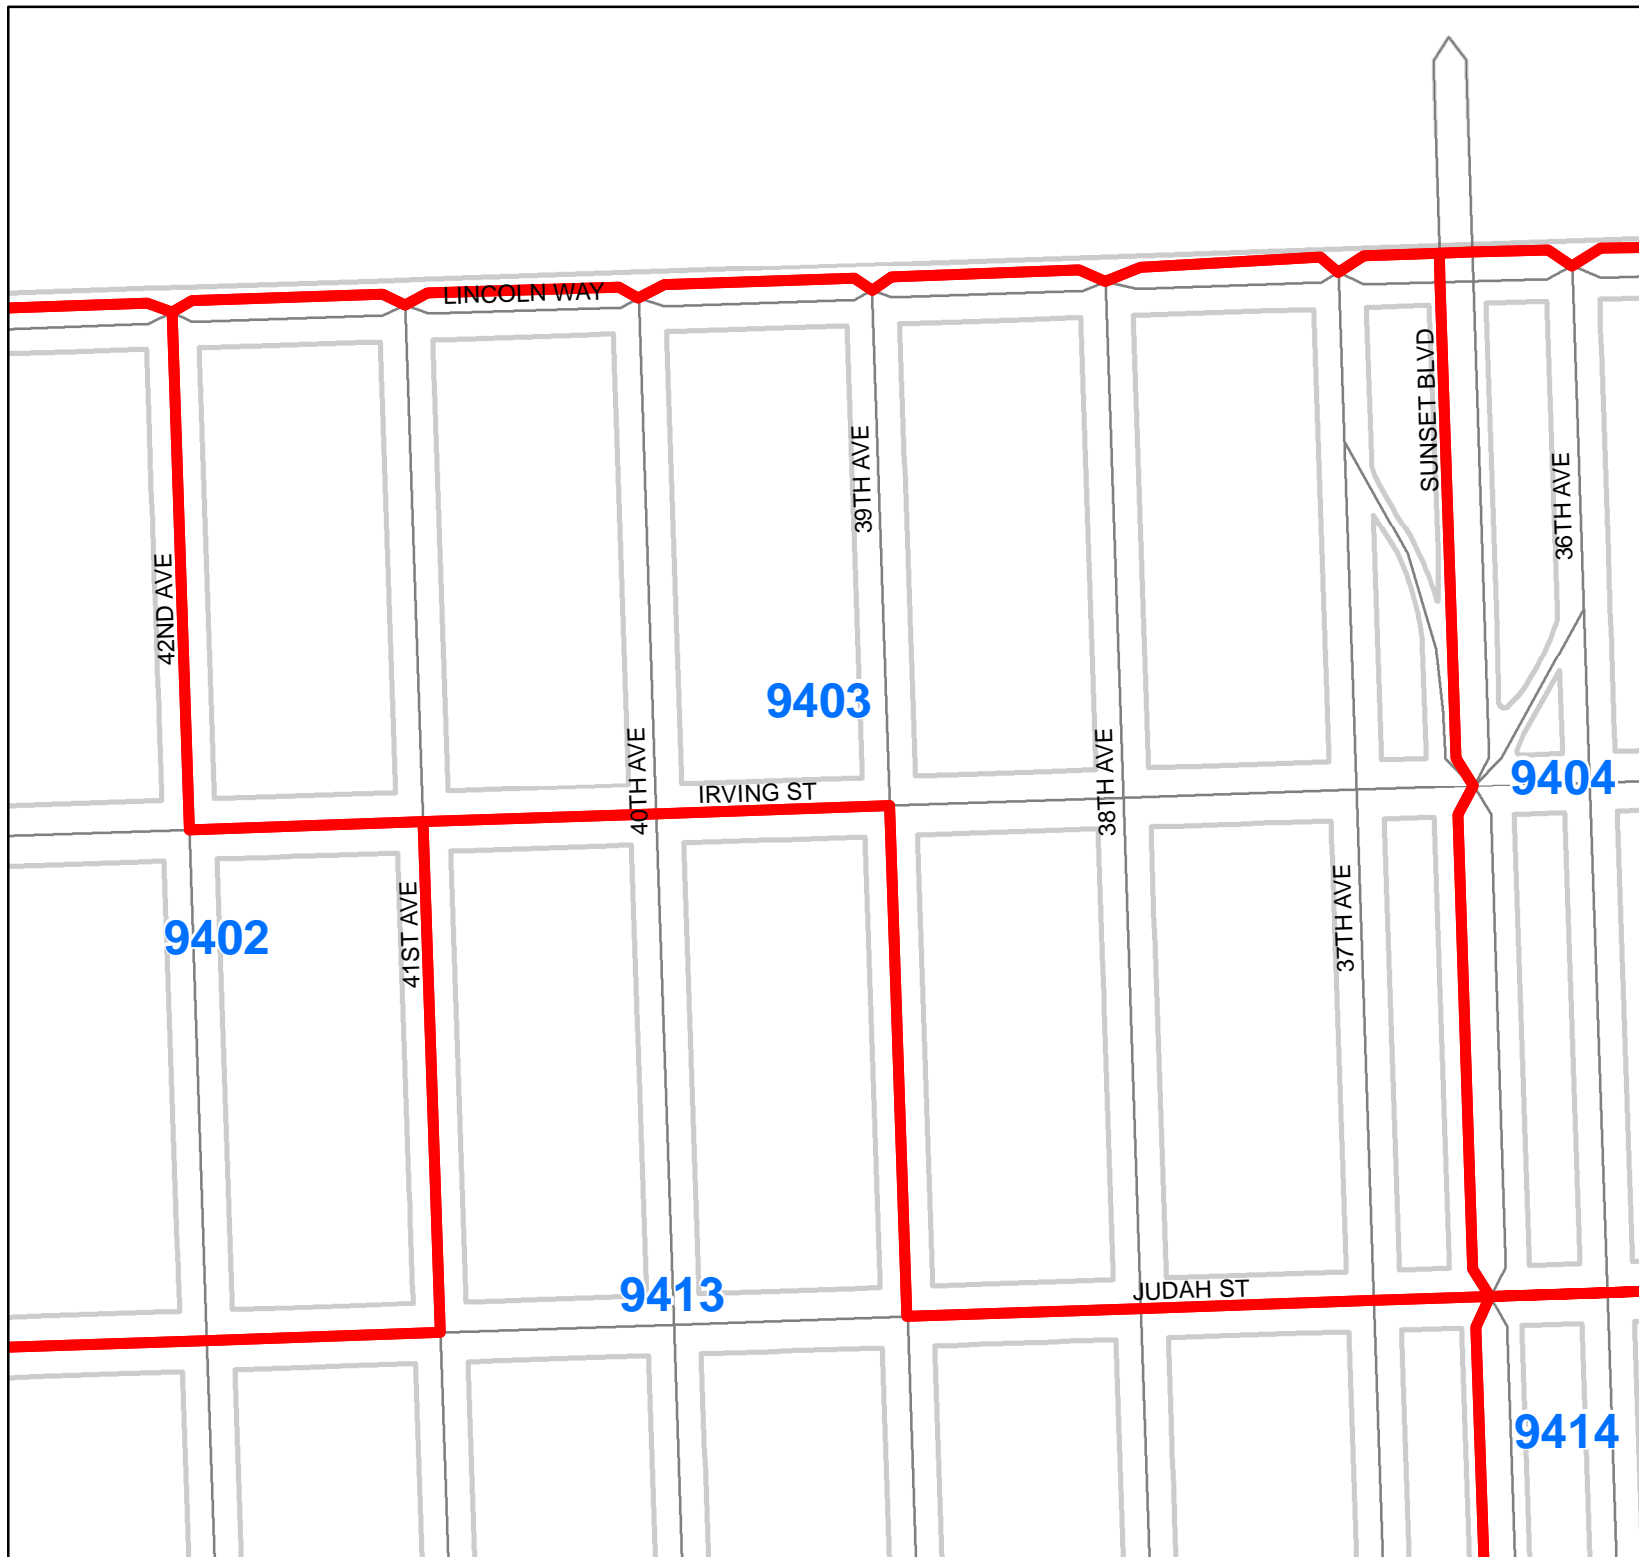 LINCOLN WAY
SUNSET BLVD
39TH AVE
36TH AVE
42ND AVE
9403
40TH AVE
38TH AVE
IRVING ST
9404
41ST AVE
37TH AVE
9402
9413
JUDAH ST
9414